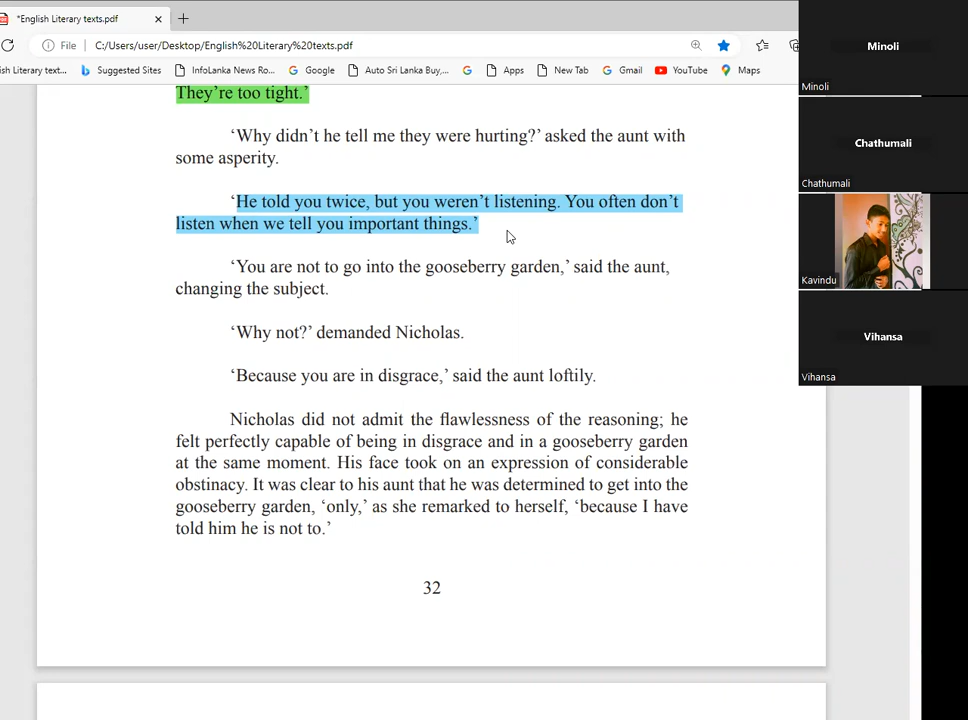 *English Literary texts.pdf
File
C:/Users/user/Desktop/English%20Literary%20texts.pdf
sh Literary text...
Suggested Sites
InfoLanka News Ro...
Google
Auto Sri Lanka Buy,...
Apps
New Tab
Gmail
YouTube
Maps
They’re too tight.’
‘Why didn’t he tell me they were hurting?’ asked the aunt with
some asperity.
‘He told you twice, but you weren’t listening. You often don’t
listen when we tell you important things.’
‘You are not to go into the gooseberry garden,’ said the aunt,
changing the subject.
‘Why not?’ demanded Nicholas.
‘Because you are in disgrace,’ said the aunt loftily.
Nicholas did not admit the flawlessness of the reasoning; he
felt perfectly capable of being in disgrace and in a gooseberry garden
at the same moment. His face took on an expression of considerable
obstinacy. It was clear to his aunt that he was determined to get into the
gooseberry garden, ‘only,’ as she remarked to herself, ‘because I have
told him he is not to.’
32
Minoli
Minoli
Chathumali
Chathumali
Kavindu
Vihansa
Vihansa